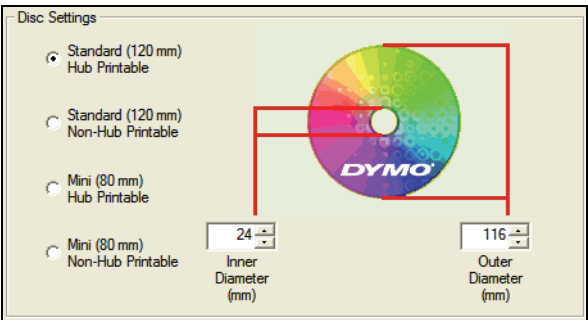 Disc Settings
Standard (120 mm)
Hub Printable
Standard (120 mm)
Non-Hub Printable
Mini (80 mm)
Hub Printable
Mini (80 mm)
Non-Hub Printable
DYMO
24
Inner
Diameter
(mm)
116
Outer
Diameter
(mm)